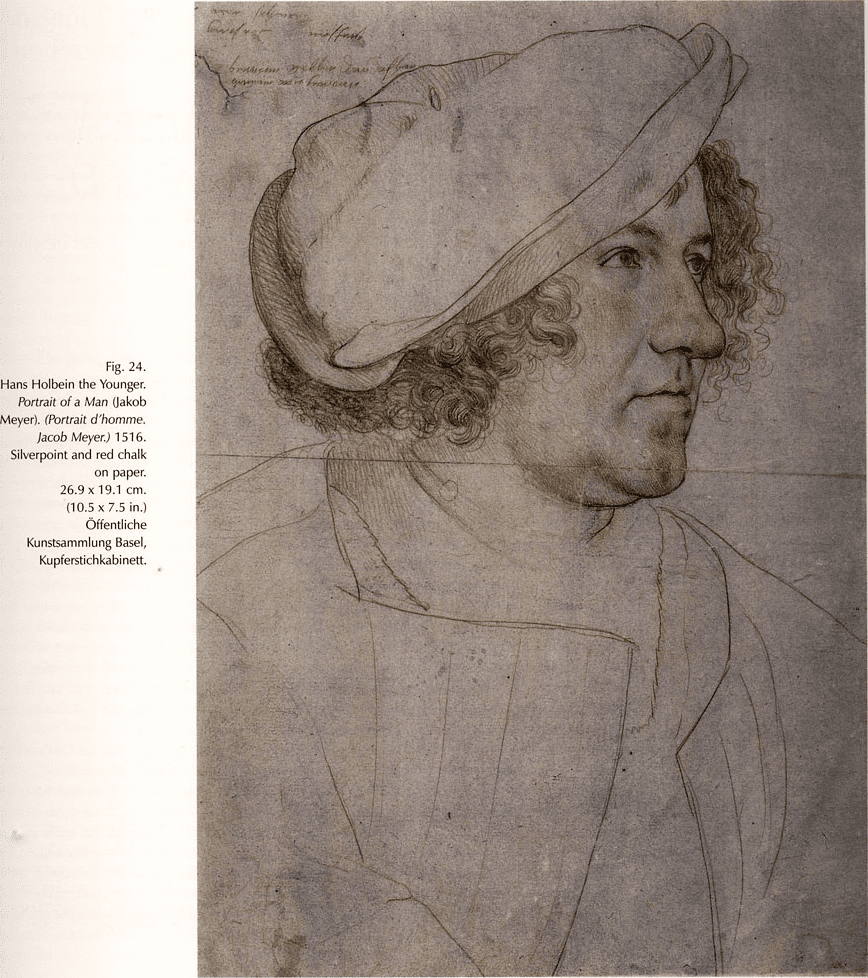 Fig. 24.
Hans Holbein the Younger.
Portrait of a Man (Jakob
Meyer). (Portrait d'homme.
Jacob Meyer.) 1516.
Silverpoint and red chalk
on paper.
26.9 x 19.1 cm.
(10.5 x 7.5 in.)
Öffentliche
Kunstsammlung Basel,
Kupferstichkabinett.